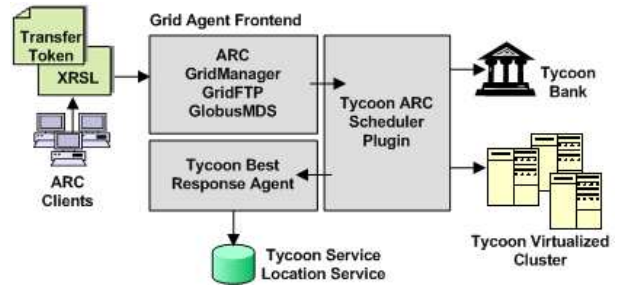 Grid Agent Frontend
Transfer
Token
XRSL
ARC
Clients
ARC
GridManager
GridFTP
GlobusMDS
Tycoon Best
Response Agent
Tycoon ARC
Scheduler
Plugin
Tycoon
Bank
Tycoon Virtualized
Cluster
Tycoon Service
Location Service